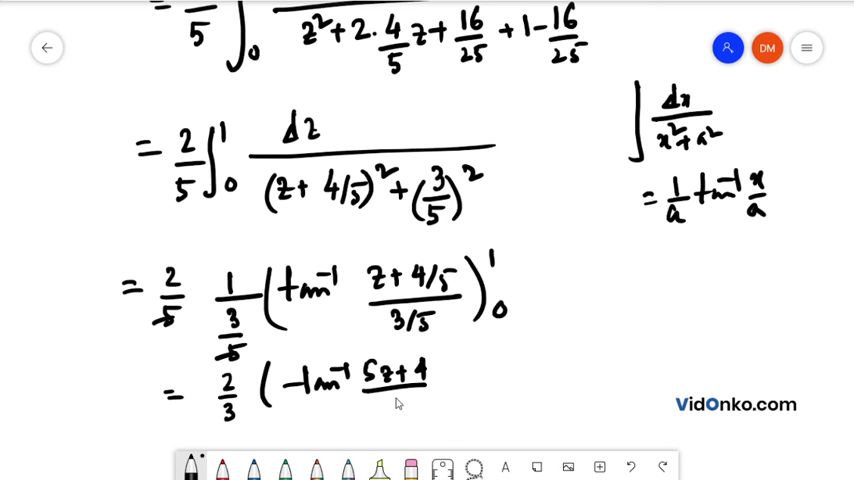 = 2/5 ∫₀ z² + 2 · 4/5 z + 16/25 + 1 - 16/25
DM
= 2/5 ∫₀¹ dz / ((z + 4/5)² + (3/5)²)
∫ dx / (x² + a²)
= 1/a tan⁻¹ x/a
= 2/5 1/(3/5) (tan⁻¹ (z + 4/5) / (3/5))₀¹
= 2/3 (tan⁻¹ 5z + 4
VidOnko.com
A